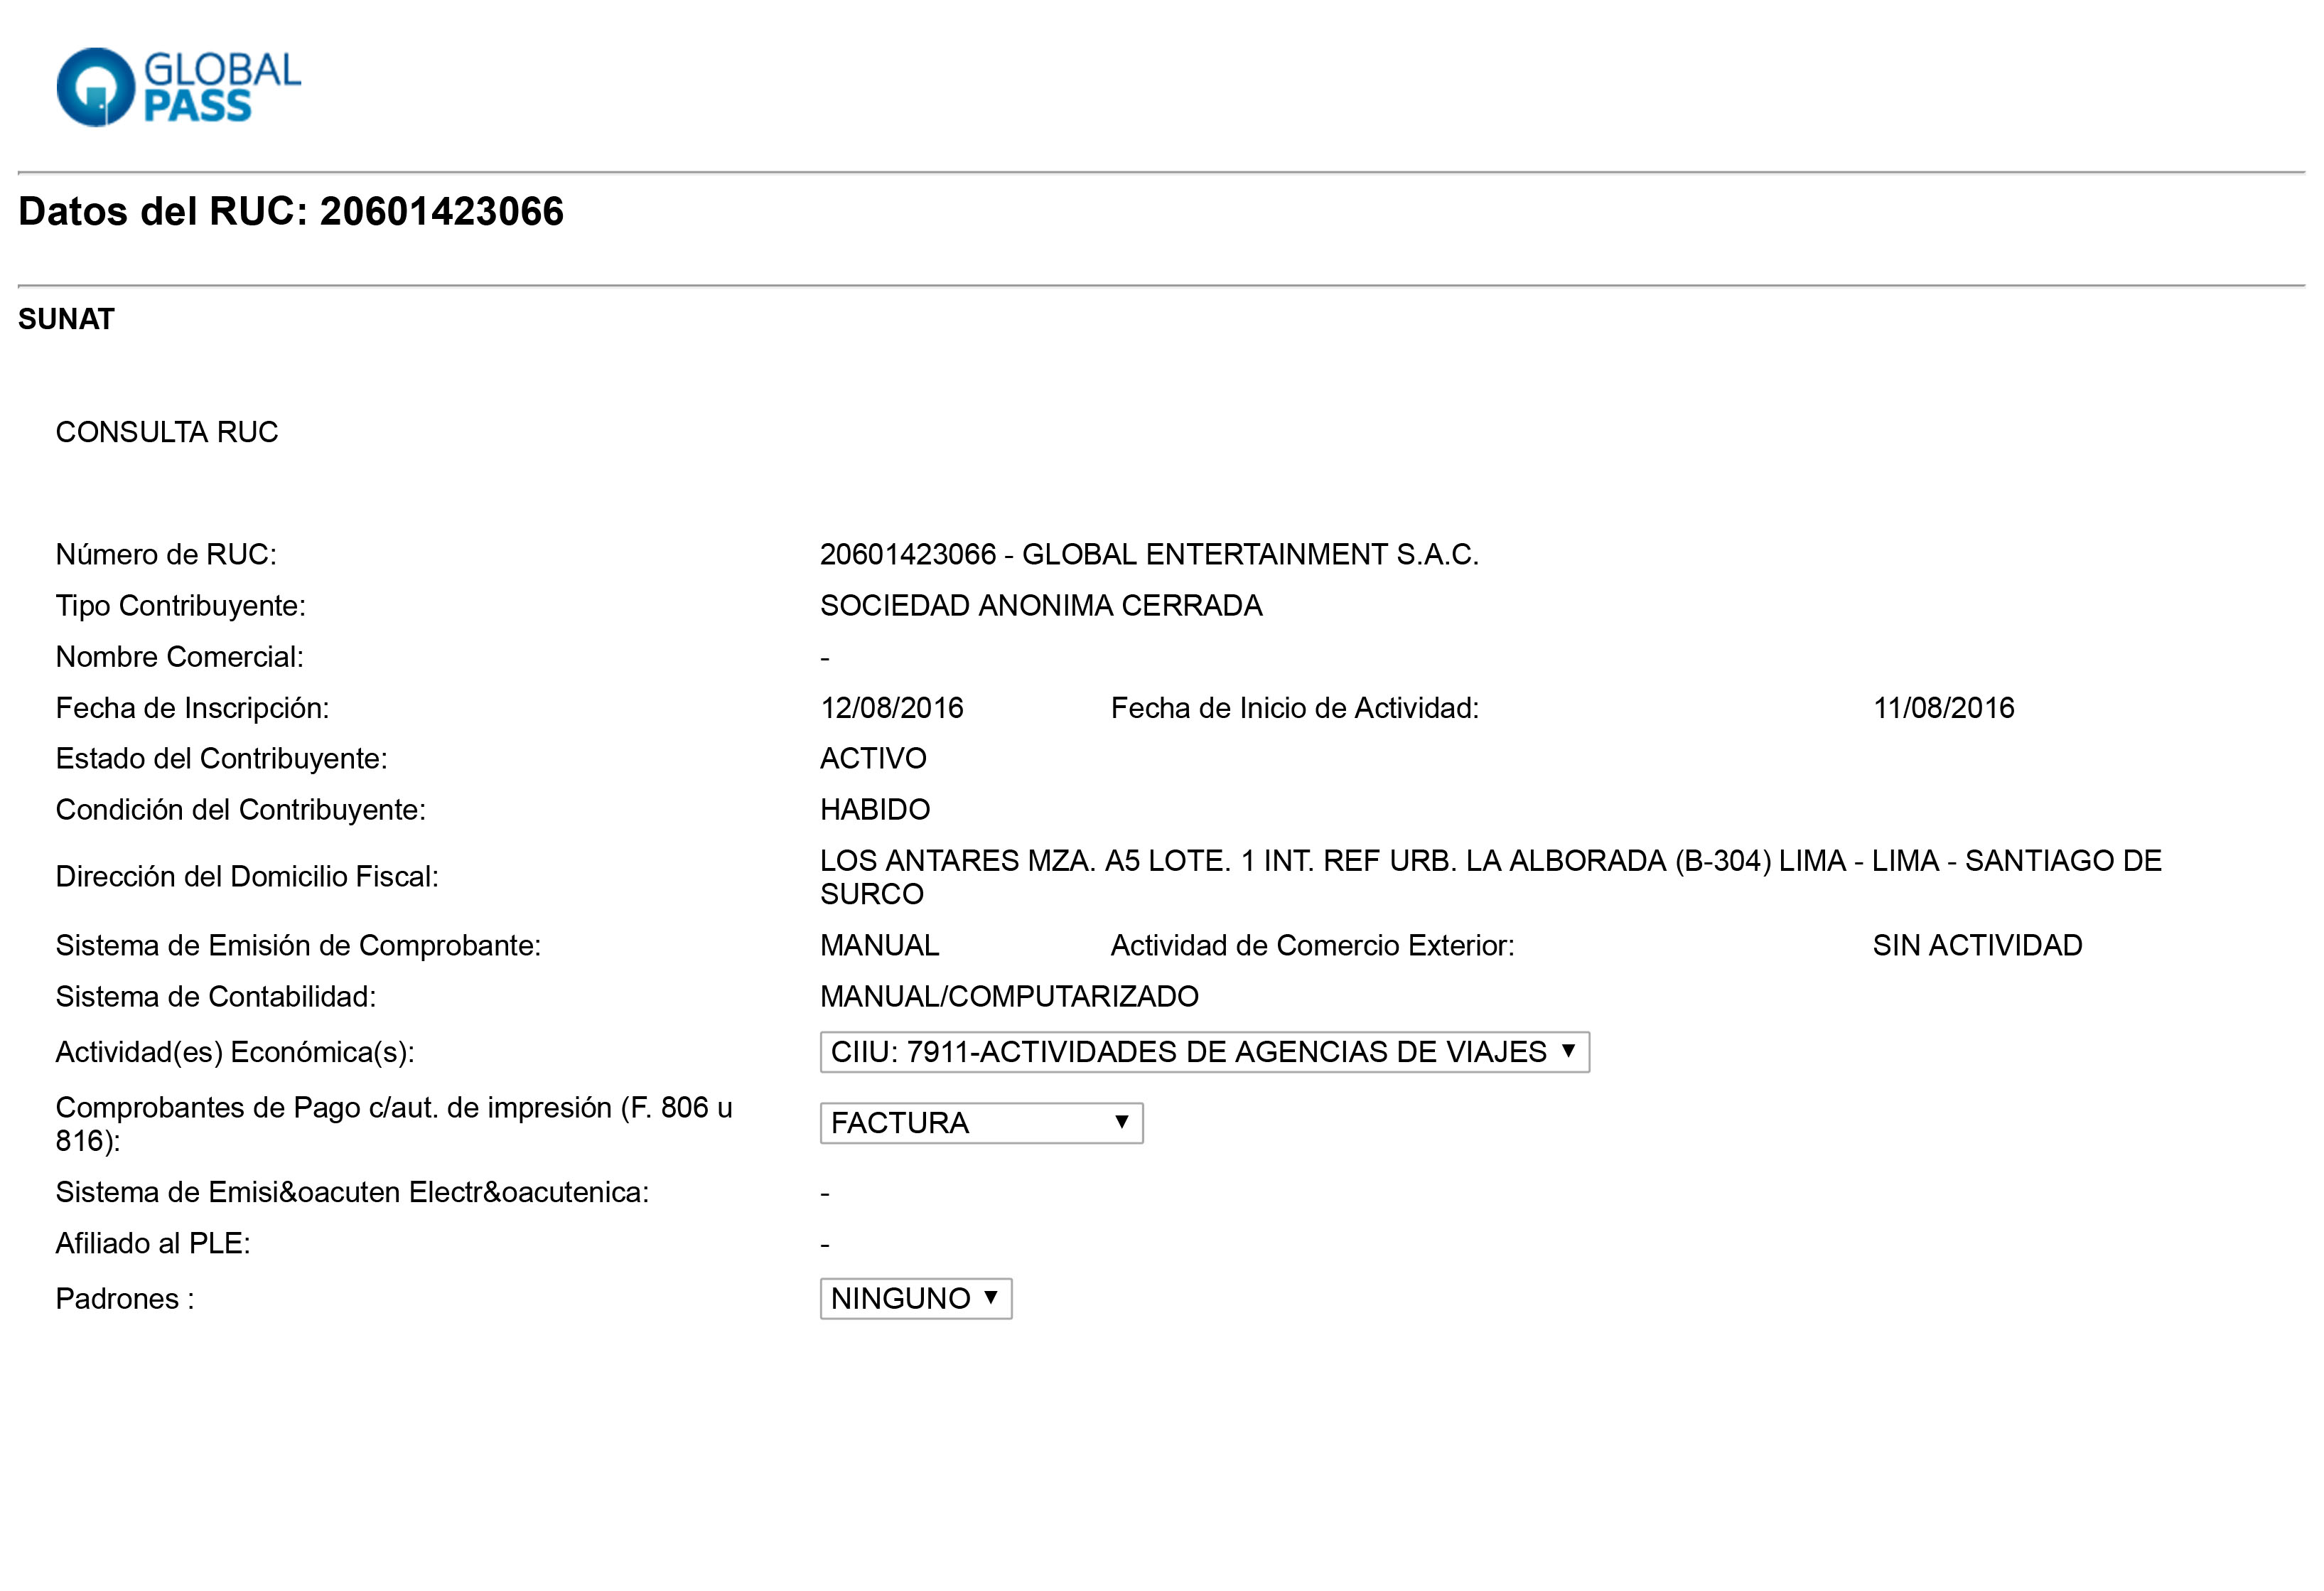 GLOBAL
PASS
Datos del RUC: 20601423066
SUNAT
CONSULTA RUC
Número de RUC: 20601423066 - GLOBAL ENTERTAINMENT S.A.C.
Tipo Contribuyente: SOCIEDAD ANONIMA CERRADA
Nombre Comercial: -
Fecha de Inscripción: 12/08/2016 Fecha de Inicio de Actividad: 11/08/2016
Estado del Contribuyente: ACTIVO
Condición del Contribuyente: HABIDO
Dirección del Domicilio Fiscal: LOS ANTARES MZA. A5 LOTE. 1 INT. REF URB. LA ALBORADA (B-304) LIMA - LIMA - SANTIAGO DE
SURCO
Sistema de Emisión de Comprobante: MANUAL Actividad de Comercio Exterior: SIN ACTIVIDAD
Sistema de Contabilidad: MANUAL/COMPUTARIZADO
Actividad(es) Económica(s): CIIU: 7911-ACTIVIDADES DE AGENCIAS DE VIAJES
Comprobantes de Pago c/aut. de impresión (F. 806 u
816): FACTURA
Sistema de Emisi&oacuten Electr&oacutenica: -
Afiliado al PLE: -
Padrones : NINGUNO